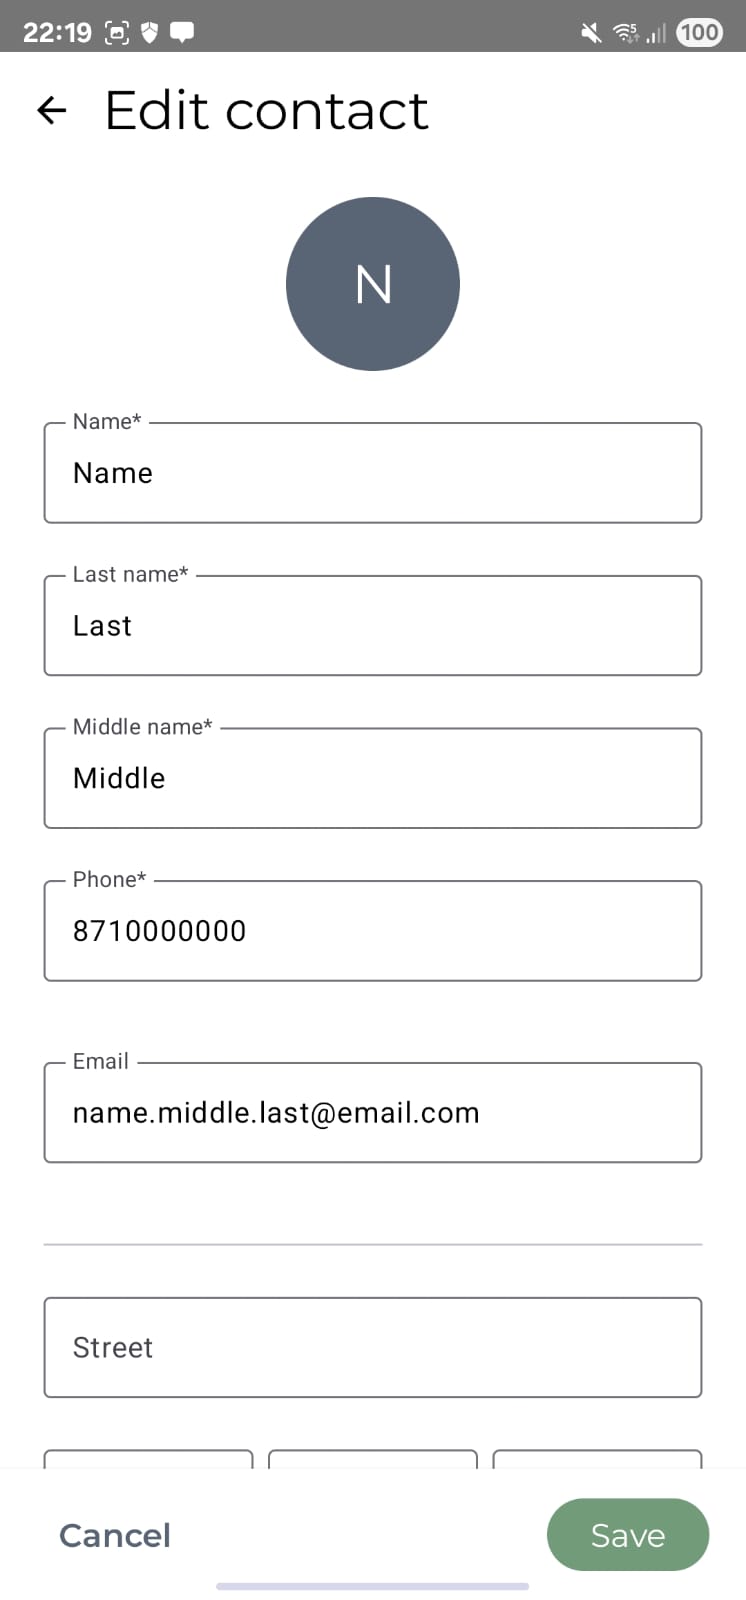 22:19
100
Edit contact
N
Name*
Name
Last name*
Last
Middle name*
Middle
Phone*
8710000000
Email
name.middle.last@email.com
Street
Cancel
Save